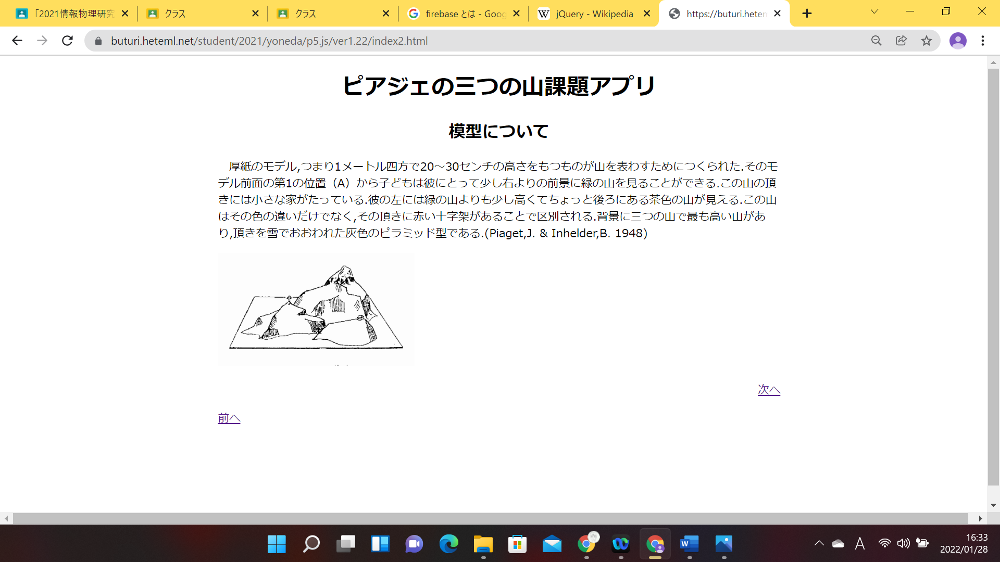 「2021情報物理研究
クラス
クラス
firebase とは - Goog
jQuery - Wikipedia
https://buturi.heten
buturi.heteml.net/student/2021/yoneda/p5.js/ver1.22/index2.html
ピアジェの三つの山課題アプリ
模型について
厚紙のモデル,つまり1メートル四方で20～30センチの高さをもつものが山を表わすためにつくられた.そのモ
デル前面の第1の位置（A）から子どもは彼にとって少し右よりの前景に緑の山を見ることができる.この山の頂
きには小さな家がたっている.彼の左には緑の山よりも少し高くてちょっと後ろにある茶色の山が見える.この山
はその色の違いだけでなく,その頂きに赤い十字架があることで区別される.背景に三つの山で最も高い山があ
り,頂きを雪でおおわれた灰色のピラミッド型である.(Piaget,J. & Inhelder,B. 1948)
次へ
前へ
A
16:33
2022/01/28